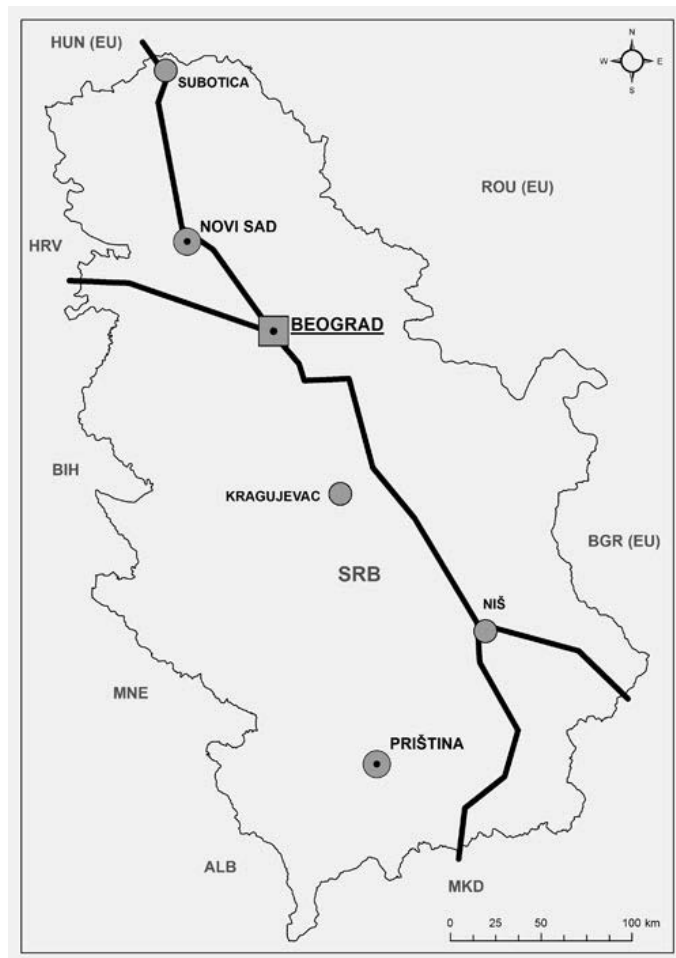 HUN (EU)
N
W E
S
SUBOTICA
ROU (EU)
NOVI SAD
HRV
BEOGRAD
BIH
KRAGUJEVAC
BGR (EU)
SRB
NIŠ
MNE
PRIŠTINA
ALB
MKD
0 25 50 100 km